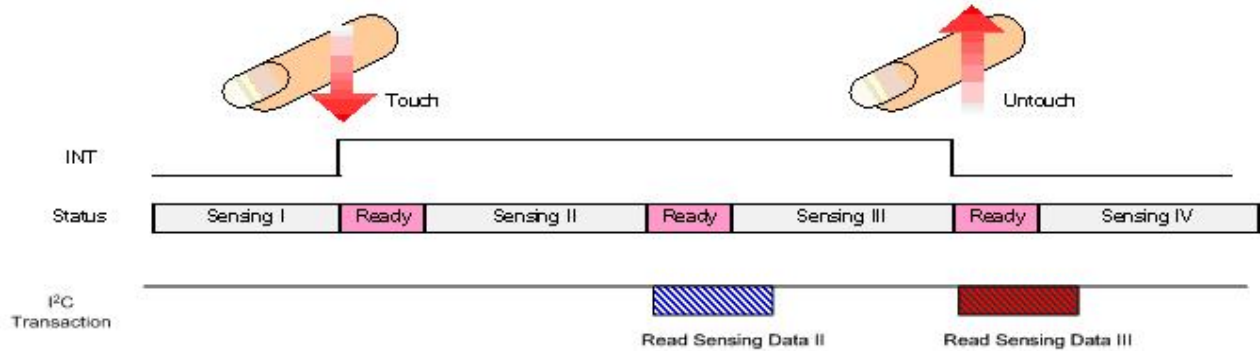 Touch
Untouch
INT
Status
Sensing I
Ready
Sensing II
Ready
Sensing III
Ready
Sensing IV
I²C
Transaction
Read Sensing Data II
Read Sensing Data III